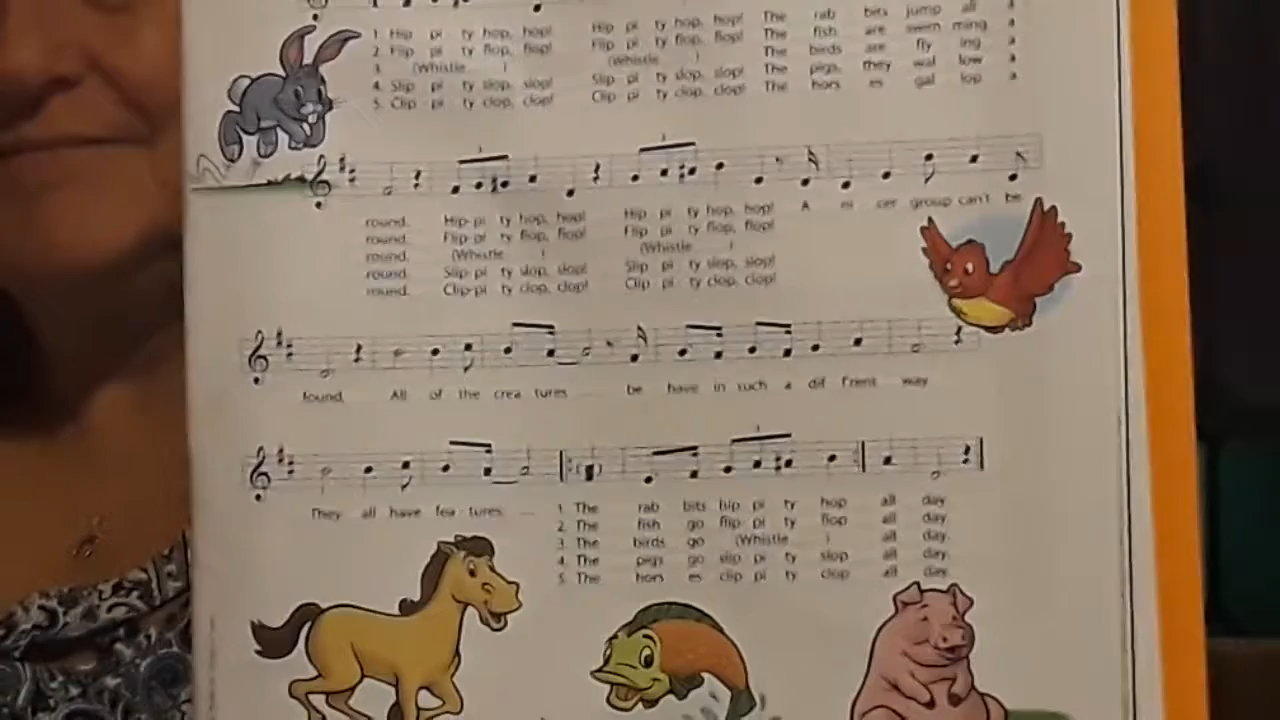 1. Hip pi ty hop, hop! Hip pi ty hop, hop! The rab bits jump all a
2. Flip pi ty flop, flop! Flip pi ty flop, flop! The fish are swim ming a
3. (Whistle ) (Whistle ) The birds are fly ing a
4. Slip pi ty slop, slop! Slip pi ty slop, slop! The pigs, they wal low a
5. Clip pi ty clop, clop! Clip pi ty clop, clop! The hors es gal lop a
3 3
round. Hip-pi ty hop, hop! Hip pi ty hop, hop! A ni cer group can't be
round. Flip-pi ty flop, flop! Flip pi ty flop, flop!
round. (Whistle ) (Whistle )
round. Slip-pi ty slop, slop! Slip pi ty slop, slop!
round. Clip-pi ty clop, clop! Clip pi ty clop, clop!
found. All of the crea tures be have in such a dif f'rent way
3
They all have fea tures 1. The rab bits hip pi ty hop all day.
2. The fish go flip pi ty flop all day.
3. The birds go (Whistle ) all day.
4. The pigs go slip pi ty slop all day.
5. The hors es clip pi ty clop all day.